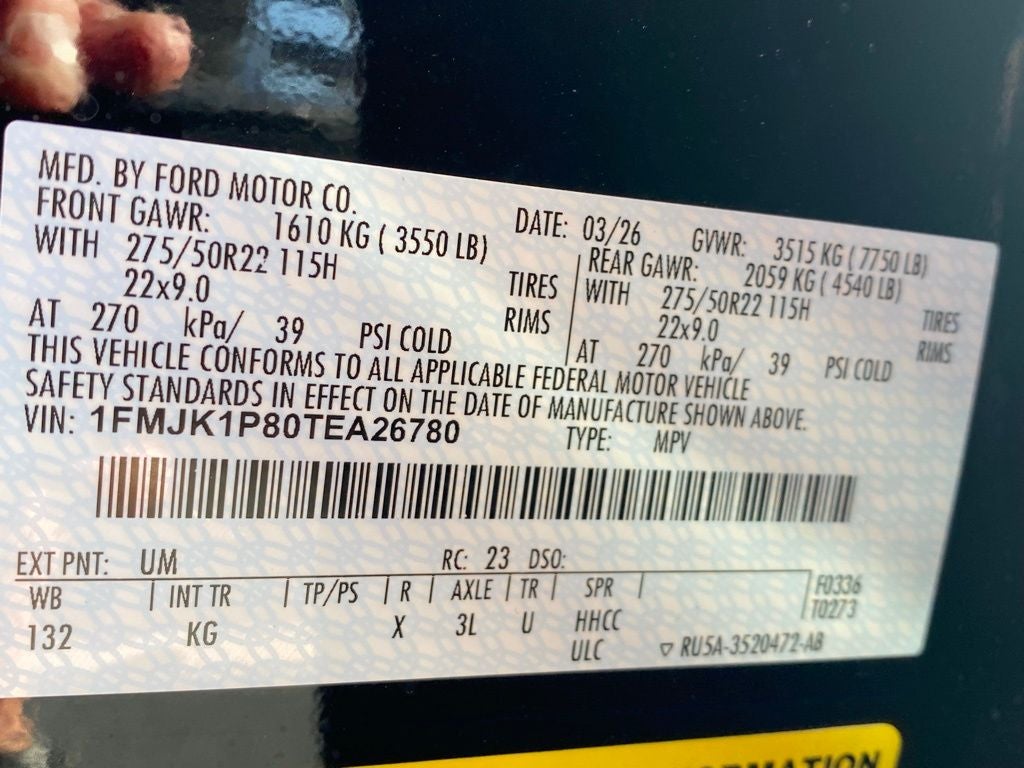 MFD. BY FORD MOTOR CO.
DATE: 03/26 GVWR: 3515 KG ( 7750 LB)
FRONT GAWR: 1610 KG ( 3550 LB)
WITH 275/50R22 115H TIRES
22x9.0 RIMS
AT 270 kPa/ 39 PSI COLD
REAR GAWR: 2059 KG ( 4540 LB)
WITH 275/50R22 115H TIRES
22x9.0 RIMS
AT 270 kPa/ 39 PSI COLD
THIS VEHICLE CONFORMS TO ALL APPLICABLE FEDERAL MOTOR VEHICLE
SAFETY STANDARDS IN EFFECT ON THE DATE OF MANUFACTURE SHOWN ABOVE.
VIN: 1FMJK1P80TEA26780 TYPE: MPV
EXT PNT: UM RC: 23 DSO:
WB INT TR TP/PS R AXLE TR SPR F0336
132 KG X 3L U HHCC T0273
ULC ▽ RU5A-3520472-AB